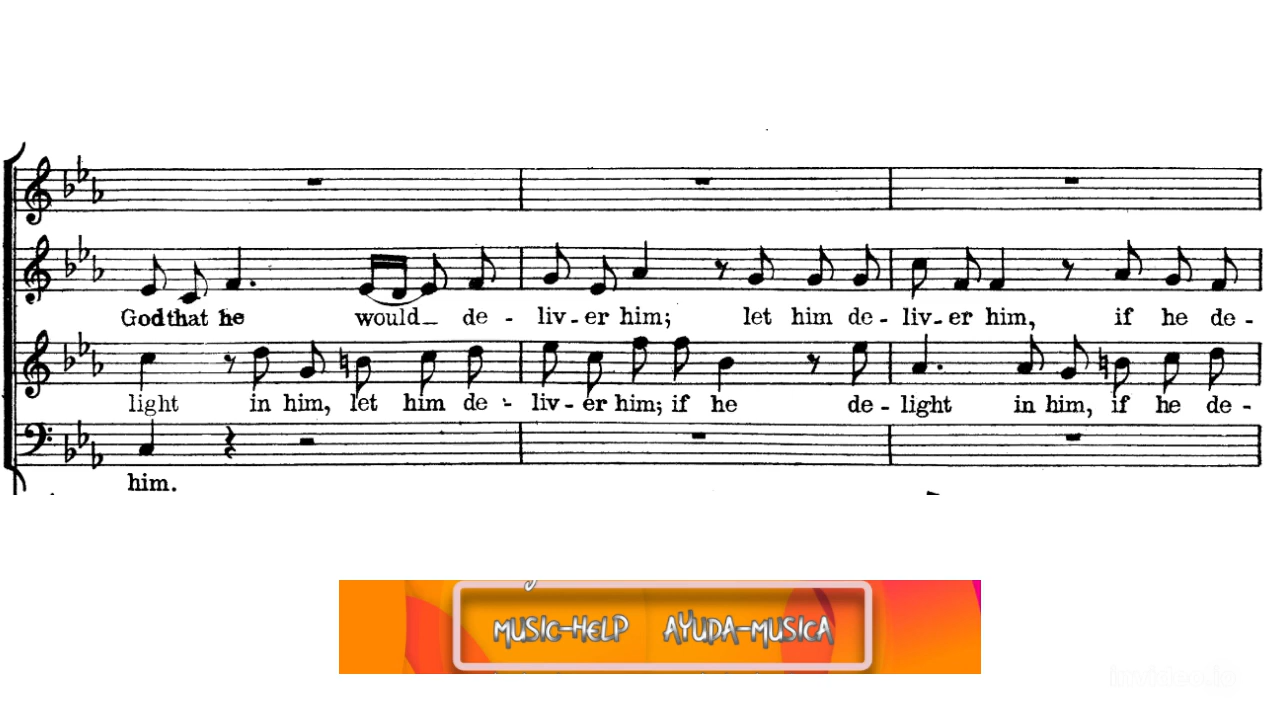 God that he would_ de - liv - er him; let him de - liv - er him, if he de -
light in him, let him de - liv - er him; if he de - light in him, if he de -
him.
MUSIC-HELP AYUDA-MUSICA